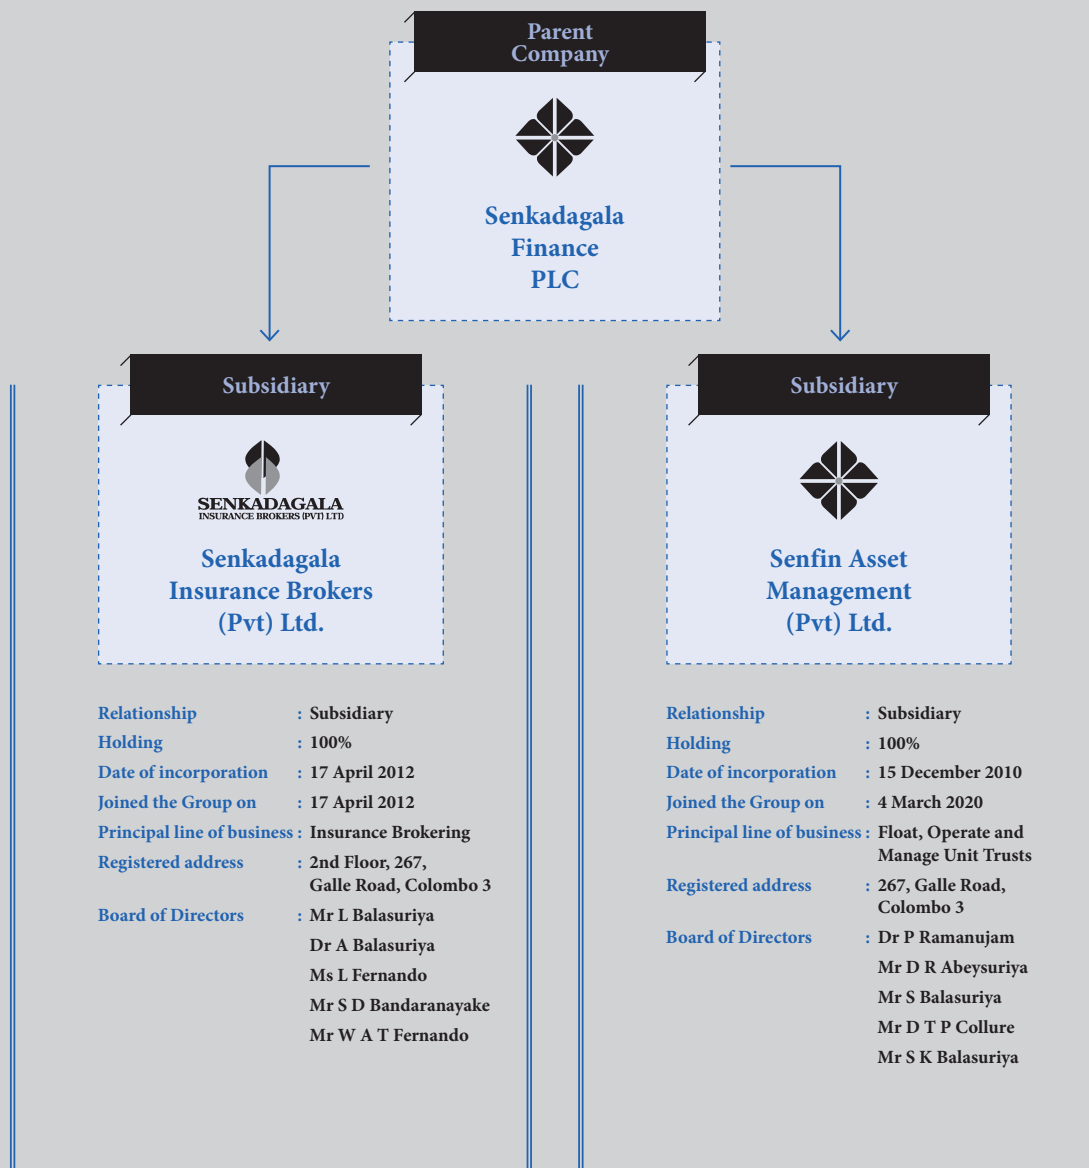 Parent
Company
Senkadagala
Finance
PLC
Subsidiary
SENKADAGALA
INSURANCE BROKERS (PVT) LTD
Senkadagala
Insurance Brokers
(Pvt) Ltd.
Relationship : Subsidiary
Holding : 100%
Date of incorporation : 17 April 2012
Joined the Group on : 17 April 2012
Principal line of business : Insurance Brokering
Registered address : 2nd Floor, 267,
Galle Road, Colombo 3
Board of Directors : Mr L Balasuriya
Dr A Balasuriya
Ms L Fernando
Mr S D Bandaranayake
Mr W A T Fernando
Subsidiary
Senfin Asset
Management
(Pvt) Ltd.
Relationship : Subsidiary
Holding : 100%
Date of incorporation : 15 December 2010
Joined the Group on : 4 March 2020
Principal line of business : Float, Operate and
Manage Unit Trusts
Registered address : 267, Galle Road,
Colombo 3
Board of Directors : Dr P Ramanujam
Mr D R Abeysuriya
Mr S Balasuriya
Mr D T P Collure
Mr S K Balasuriya